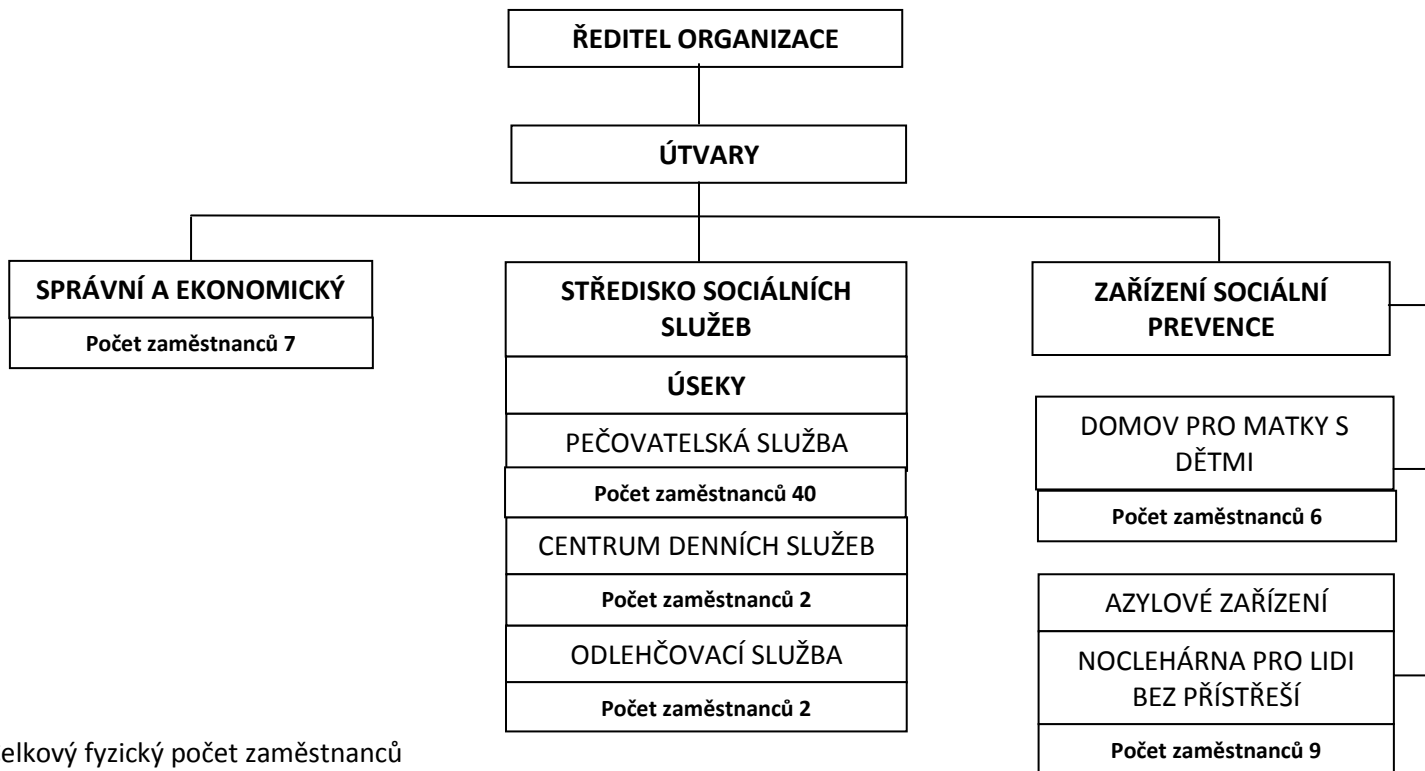 ŘEDITEL ORGANIZACE
ÚTVARY
SPRÁVNÍ A EKONOMICKÝ
Počet zaměstnanců 7
STŘEDISKO SOCIÁLNÍCH
SLUŽEB
ÚSEKY
PEČOVATELSKÁ SLUŽBA
Počet zaměstnanců 40
CENTRUM DENNÍCH SLUŽEB
Počet zaměstnanců 2
ODLEHČOVACÍ SLUŽBA
Počet zaměstnanců 2
ZAŘÍZENÍ SOCIÁLNÍ
PREVENCE
DOMOV PRO MATKY S
DĚTMI
Počet zaměstnanců 6
AZYLOVÉ ZAŘÍZENÍ
NOCLEHÁRNA PRO LIDI
BEZ PŘÍSTŘEŠÍ
Počet zaměstnanců 9
elkový fyzický počet zaměstnanců